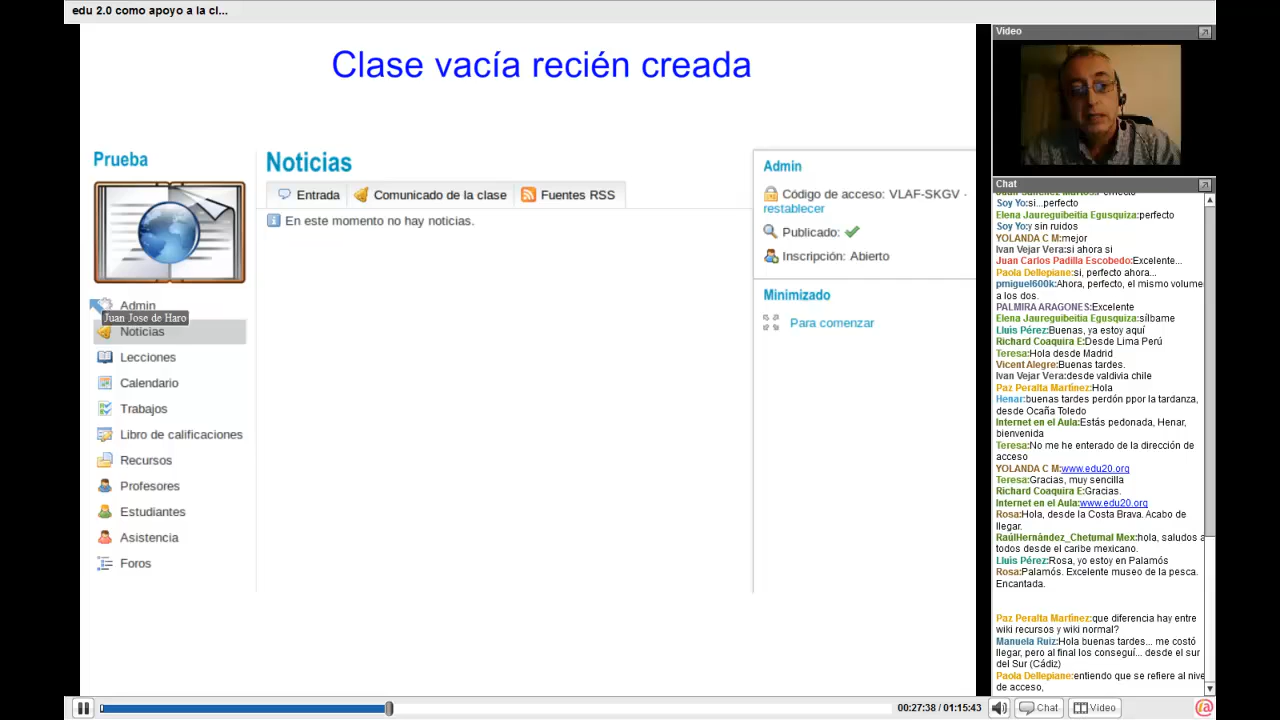 edu 2.0 como apoyo a la cl...
Clase vacía recién creada
Prueba
Admin
Juan Jose de Haro
Noticias
Lecciones
Calendario
Trabajos
Libro de calificaciones
Recursos
Profesores
Estudiantes
Asistencia
Foros
Noticias
Entrada
Comunicado de la clase
Fuentes RSS
En este momento no hay noticias.
Admin
Código de acceso: VLAF-SKGV -
restablecer
Publicado:
Inscripción: Abierto
Minimizado
Para comenzar
Video
Chat
Soy Yo:si...perfecto
Elena Jaureguibeitia Egusquiza:perfecto
Soy Yo:y sin ruidos
YOLANDA C M:mejor
Ivan Vejar Vera:si ahora si
Juan Carlos Padilla Escobedo:Excelente...
Paola Dellepiane:si, perfecto ahora...
pmiguel600k:Ahora, perfecto, el mismo volume
a los dos.
PALMIRA ARAGONES:Excelente
Elena Jaureguibeitia Egusquiza:sílbame
Lluís Pérez:Buenas, ya estoy aquí
Richard Coaquira E:Desde Lima Perú
Teresa:Hola desde Madrid
Vicent Alegre:Buenas tardes.
Ivan Vejar Vera:desde valdivia chile
Paz Peralta Martínez:Hola
Henar:buenas tardes perdón ppor la tardanza,
desde Ocaña Toledo
Internet en el Aula:Estás pedonada, Henar,
bienvenida
Teresa:No me he enterado de la dirección de
acceso
YOLANDA C M:www.edu20.org
Teresa:Gracias, muy sencilla
Richard Coaquira E:Gracias.
Internet en el Aula:www.edu20.org
Rosa:Hola, desde la Costa Brava. Acabo de
llegar.
RaúlHernández_Chetumal Mex:hola, saludos a
todos desde el caribe mexicano.
Lluís Pérez:Rosa, yo estoy en Palamós
Rosa:Palamós. Excelente museo de la pesca.
Encantada.
Paz Peralta Martínez:que diferencia hay entre
wiki recursos y wiki normal?
Manuela Ruiz:Hola buenas tardes... me costó
llegar, pero al final los conseguí... desde el sur
del Sur (Cádiz)
Paola Dellepiane:entiendo que se refiere al nive
de acceso,
00:27:38 / 01:15:43
Chat
Video